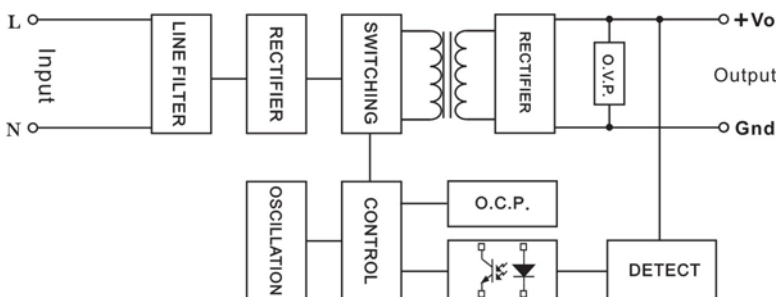 L
N
Input
LINE FILTER
RECTIFIER
SWITCHING
RECTIFIER
O.V.P.
+Vo
Output
Gnd
OSCILLATION
CONTROL
O.C.P.
DETECT